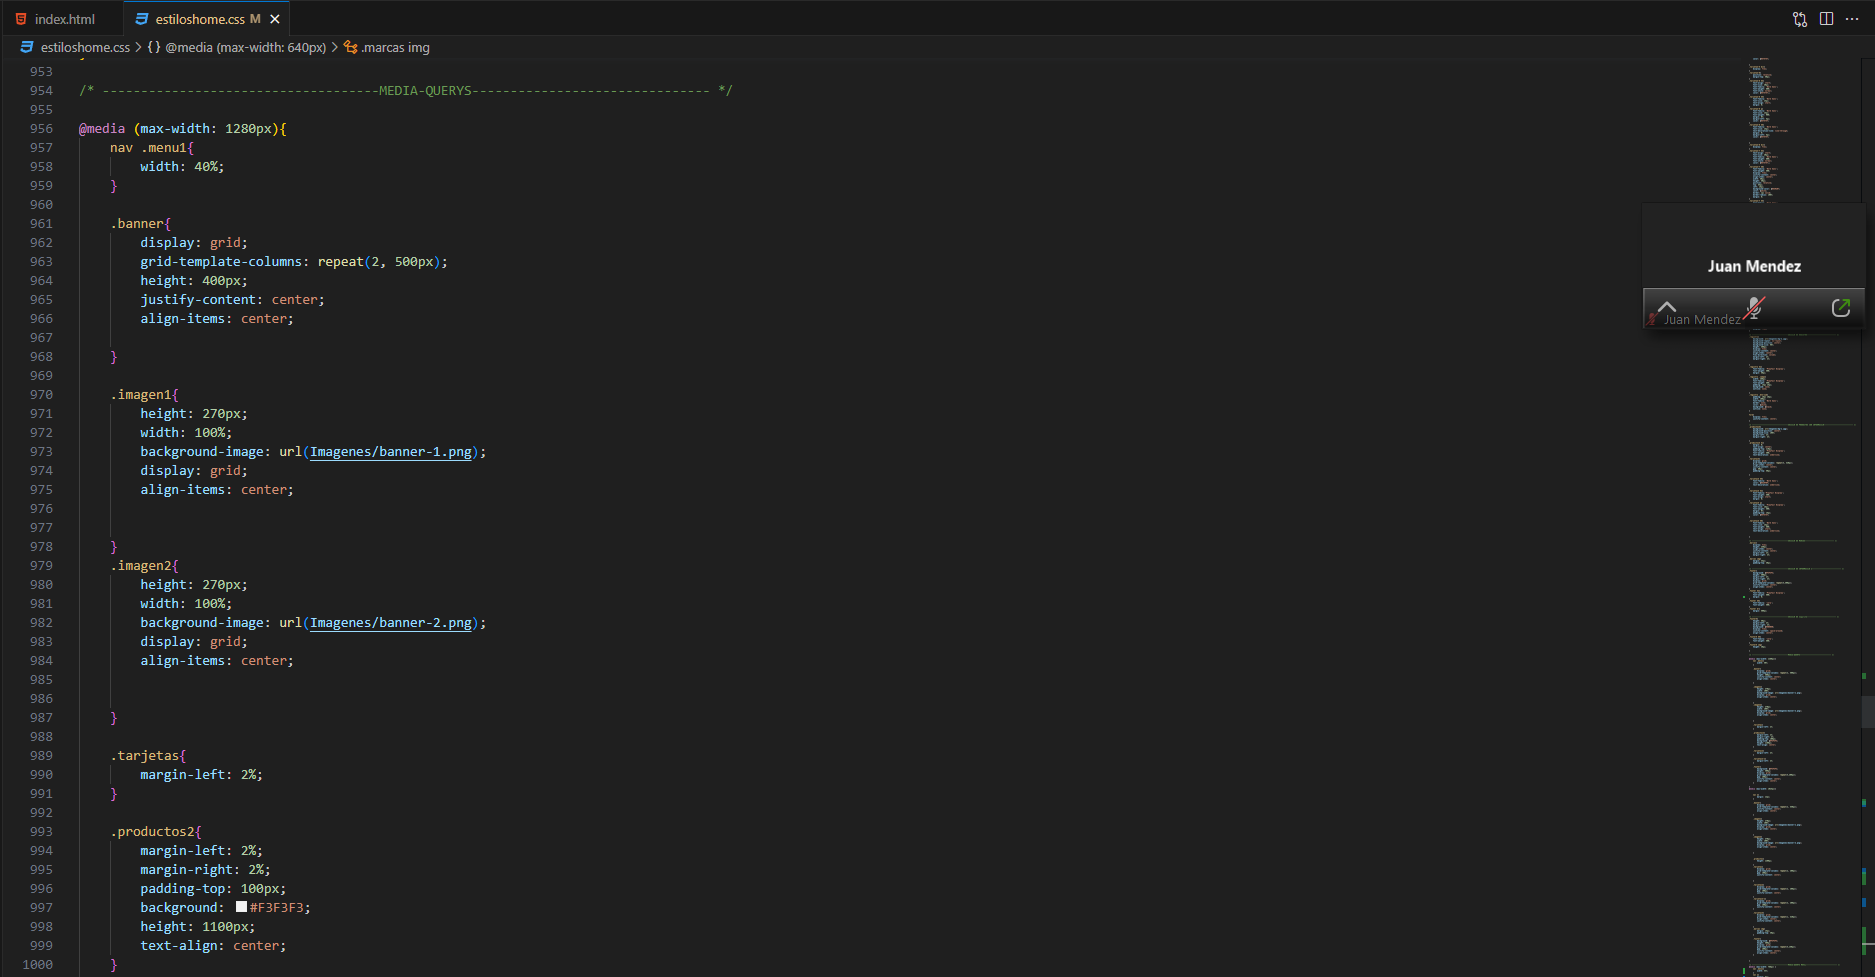 index.html
estiloshome.css M
estiloshome.css > {} @media (max-width: 640px) > .marcas img
953
954 /* ------------------------------------MEDIA-QUERYS------------------------------- */
955
956 @media (max-width: 1280px){
957 nav .menu1{
958 width: 40%;
959 }
960
961 .banner{
962 display: grid;
963 grid-template-columns: repeat(2, 500px);
964 height: 400px;
965 justify-content: center;
966 align-items: center;
967
968 }
969
970 .imagen1{
971 height: 270px;
972 width: 100%;
973 background-image: url(Imagenes/banner-1.png);
974 display: grid;
975 align-items: center;
976
977
978 }
979 .imagen2{
980 height: 270px;
981 width: 100%;
982 background-image: url(Imagenes/banner-2.png);
983 display: grid;
984 align-items: center;
985
986
987 }
988
989 .tarjetas{
990 margin-left: 2%;
991 }
992
993 .productos2{
994 margin-left: 2%;
995 margin-right: 2%;
996 padding-top: 100px;
997 background: #F3F3F3;
998 height: 1100px;
999 text-align: center;
1000 }
Juan Mendez
Juan Mendez